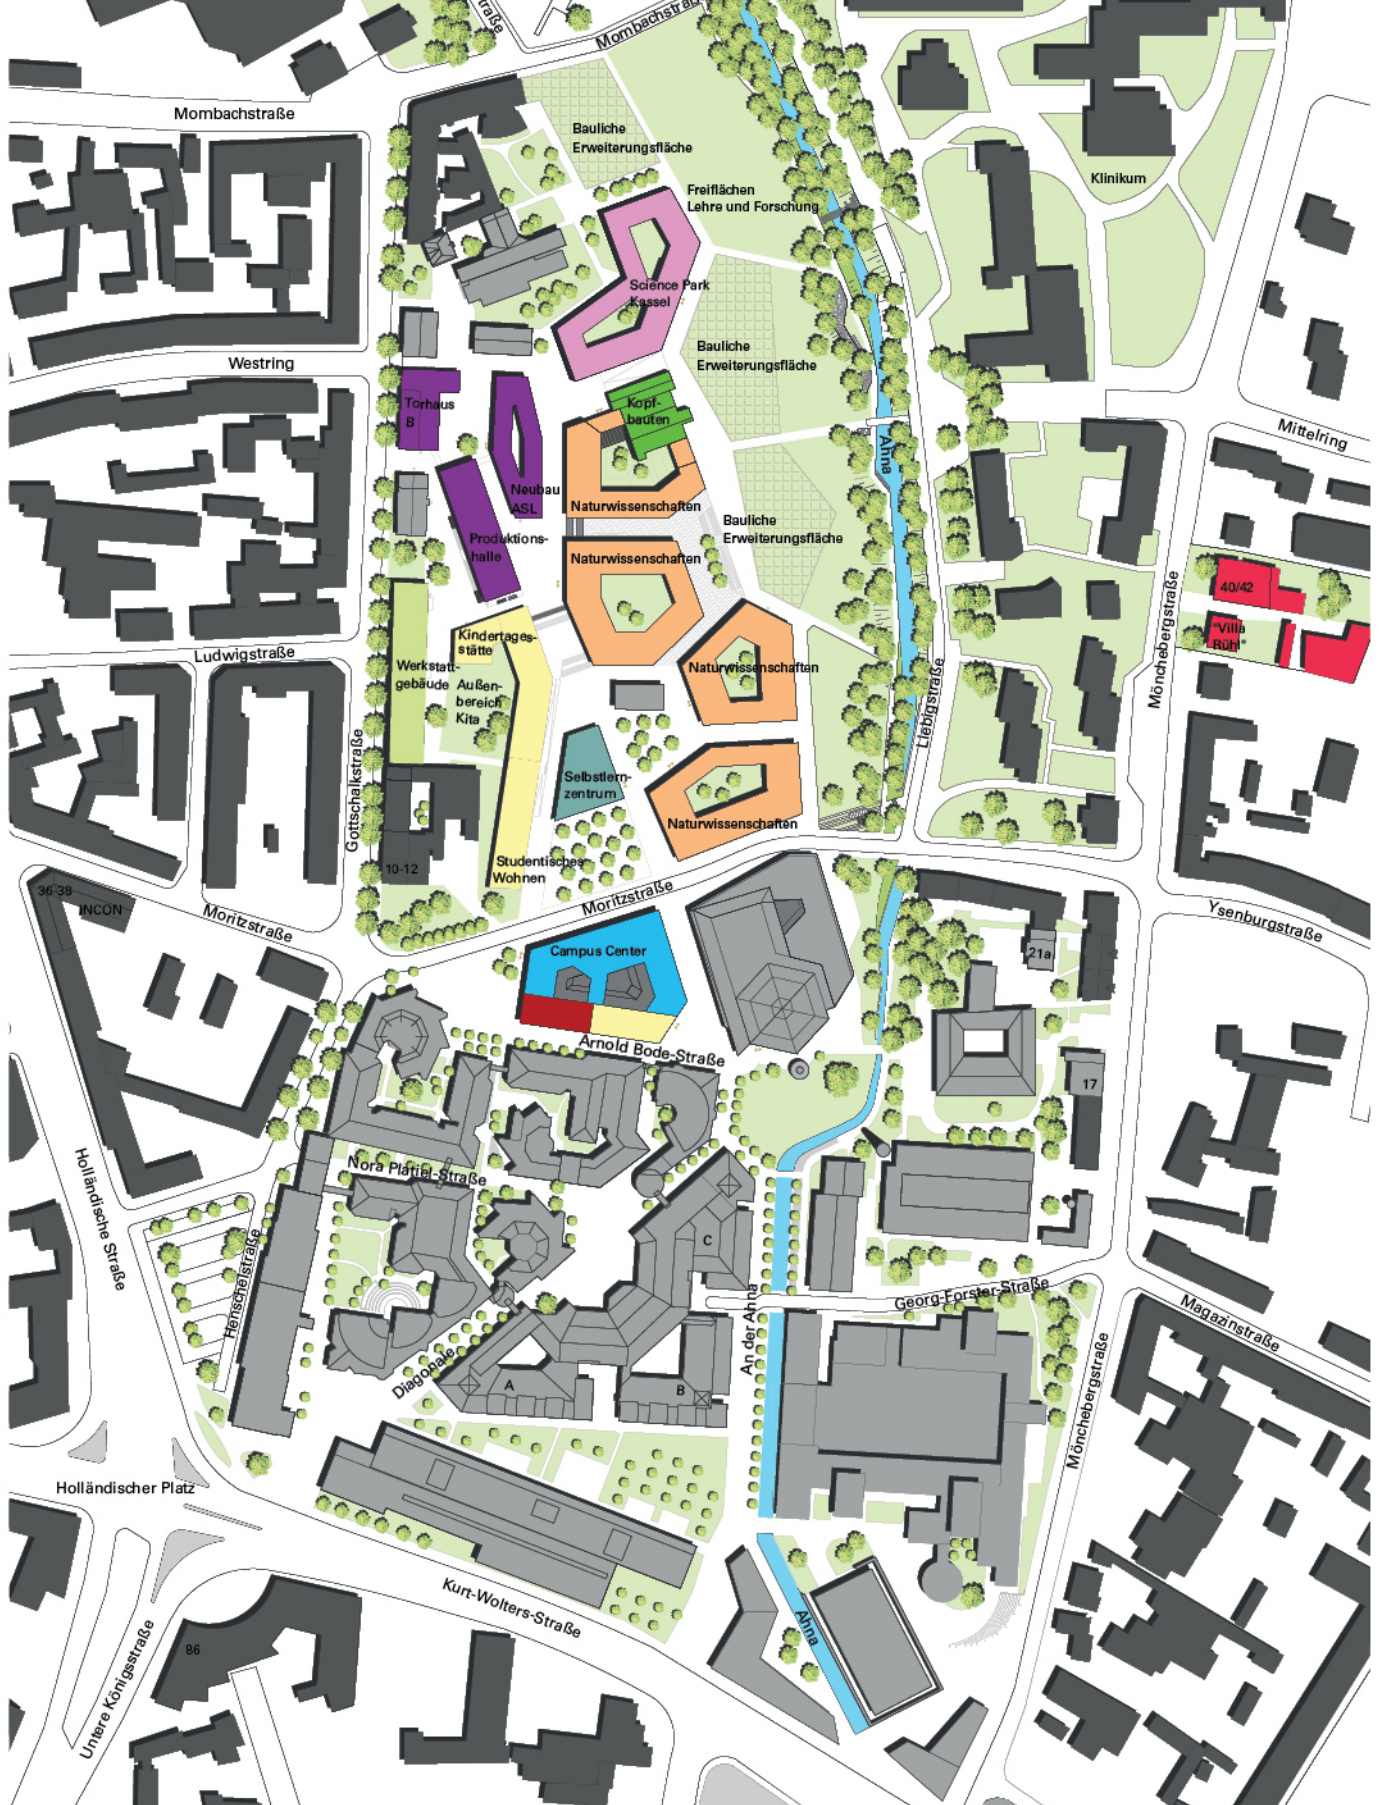 straße
Mombachstraß
Mombachstraße
Bauliche
Erweiterungsfläche
Klinikum
Freiflächen
Lehre und Forschung
Science Park
Kassel
Westring
Bauliche
Erweiterungsfläche
Torhaus
B
Kopf-
bauten
Mittelring
Ahna
Neubau
ASL
Naturwissenschaften
Bauliche
Erweiterungsfläche
Produktions-
halle
Naturwissenschaften
40/42
"Villa
Rühl"
Mönchebergstraße
Kindertages-
stätte
Ludwigstraße
Werkstatt-
gebäude
Außen-
bereich
Kita
Naturwissenschaften
Liebigstraße
Gottschalkstraße
Selbstlern-
zentrum
Naturwissenschaften
10-12
Studentisches
Wohnen
36-38
INCON
Moritzstraße
Moritzstraße
Ysenburgstraße
Campus Center
21a
Arnold Bode-Straße
17
Nora Platiel-Straße
Holländische Straße
Henschelstraße
C
An der Ahna
Georg-Forster-Straße
Magazinstraße
Diagonale
A
B
Mönchebergstraße
Holländischer Platz
Kurt-Wolters-Straße
Ahna
86
Untere Königsstraße